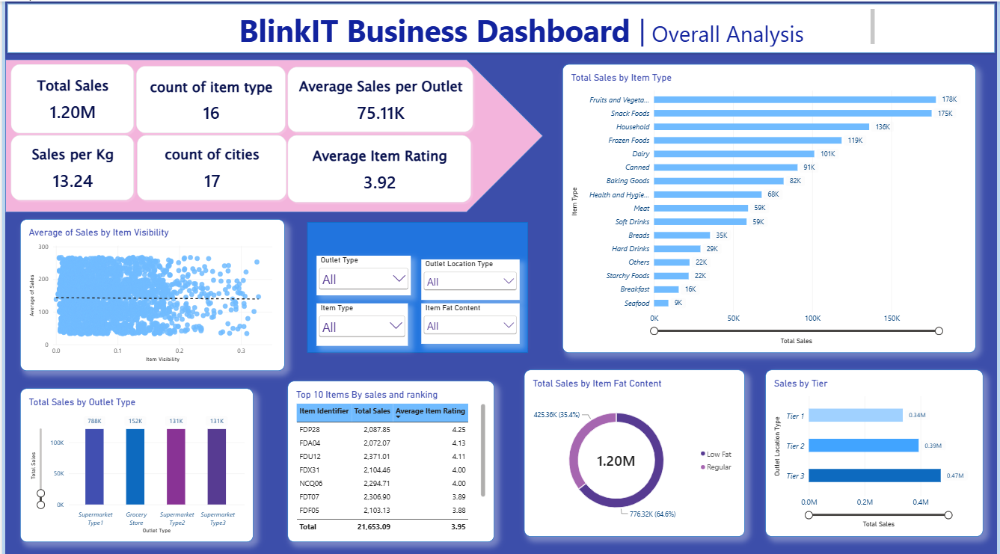 BlinkIT Business Dashboard | Overall Analysis
Total Sales
1.20M
count of item type
16
Average Sales per Outlet
75.11K
Sales per Kg
13.24
count of cities
17
Average Item Rating
3.92
Total Sales by Item Type
Item Type
Fruits and Vegeta... 178K
Snack Foods 175K
Household 136K
Frozen Foods 119K
Dairy 101K
Canned 91K
Baking Goods 82K
Health and Hygie... 68K
Meat 59K
Soft Drinks 59K
Breads 35K
Hard Drinks 29K
Others 22K
Starchy Foods 22K
Breakfast 16K
Seafood 9K
0K 50K 100K 150K
Total Sales
Average of Sales by Item Visibility
Average of Sales
300
200
100
0
0.0 0.1 0.2 0.3
Item Visibility
Outlet Type
All
Outlet Location Type
All
Item Type
All
Item Fat Content
All
Total Sales by Outlet Type
Total Sales
788K 152K 131K 131K
100K
50K
0K
Supermarket Type1
Grocery Store
Supermarket Type2
Supermarket Type3
Outlet Type
Top 10 Items By sales and ranking
Item Identifier Total Sales Average Item Rating
FDP28 2,087.85 4.25
FDA04 2,072.07 4.13
FDU12 2,371.01 4.11
FDX31 2,104.46 4.00
NCQ06 2,294.71 4.00
FDT07 2,306.90 3.89
FDF05 2,103.13 3.88
Total 21,653.09 3.95
Total Sales by Item Fat Content
425.36K (35.4%)
1.20M
776.32K (64.6%)
Low Fat
Regular
Sales by Tier
Outlet Location Type
Tier 1 0.34M
Tier 2 0.39M
Tier 3 0.47M
0.0M 0.2M 0.4M
Total Sales